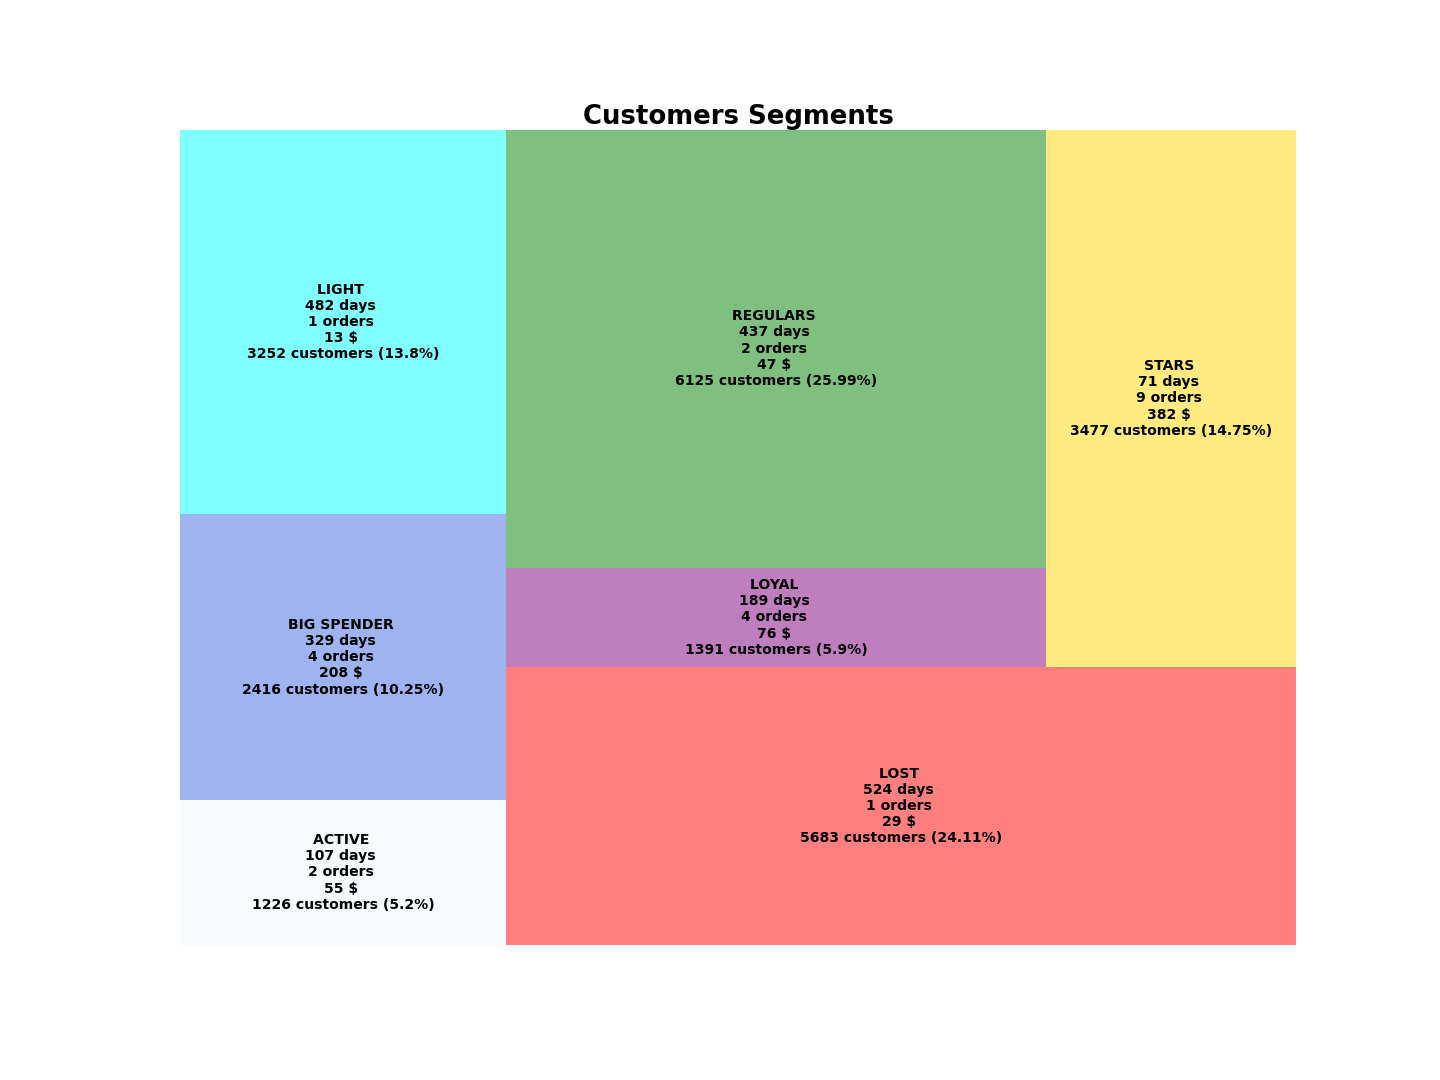 Customers Segments
LIGHT
482 days
1 orders
13 $
3252 customers (13.8%)
REGULARS
437 days
2 orders
47 $
6125 customers (25.99%)
STARS
71 days
9 orders
382 $
3477 customers (14.75%)
BIG SPENDER
329 days
4 orders
208 $
2416 customers (10.25%)
LOYAL
189 days
4 orders
76 $
1391 customers (5.9%)
ACTIVE
107 days
2 orders
55 $
1226 customers (5.2%)
LOST
524 days
1 orders
29 $
5683 customers (24.11%)